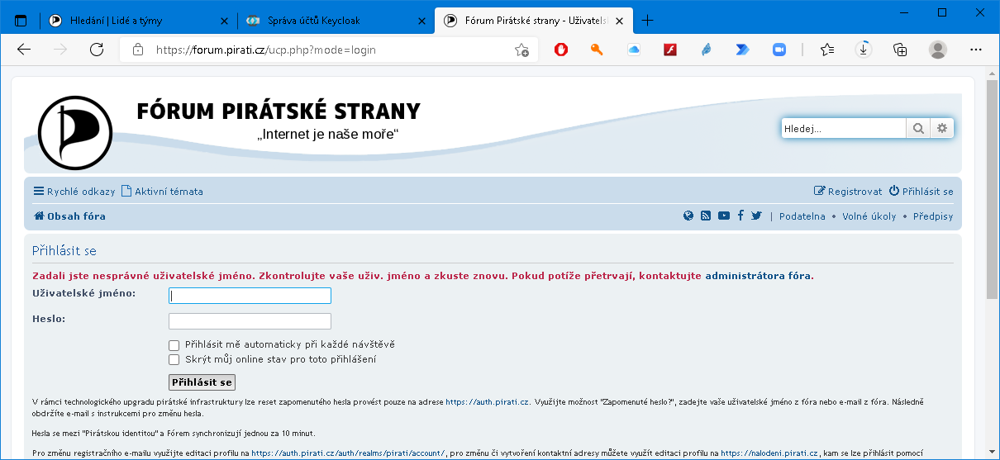 Hledání | Lidé a týmy
Správa účtů Keycloak
Fórum Pirátské strany - Uživatels
https://forum.pirati.cz/ucp.php?mode=login
FÓRUM PIRÁTSKÉ STRANY
„Internet je naše moře“
Hledej...
Rychlé odkazy Aktivní témata
Registrovat Přihlásit se
Obsah fóra
| Podatelna • Volné úkoly • Předpisy
Přihlásit se
Zadali jste nesprávné uživatelské jméno. Zkontrolujte vaše uživ. jméno a zkuste znovu. Pokud potíže přetrvají, kontaktujte administrátora fóra.
Uživatelské jméno:
Heslo:
Přihlásit mě automaticky při každé návštěvě
Skrýt můj online stav pro toto přihlášení
Přihlásit se
V rámci technologického upgradu pirátské infrastruktury lze reset zapomenutého hesla provést pouze na adrese https://auth.pirati.cz. Využijte možnost "Zapomenuté heslo?", zadejte vaše uživatelské jméno z fóra nebo e-mail z fóra. Následně
obdržíte e-mail s instrukcemi pro změnu hesla.
Hesla se mezi "Pirátskou identitou" a Fórem synchronizují jednou za 10 minut.
Pro změnu registračního e-mailu využijte editaci profilu na https://auth.pirati.cz/auth/realms/pirati/account/, pro změnu či vytvoření kontaktní adresy můžete využít editaci profilu na https://nalodeni.pirati.cz, kam se lze přihlásit pomocí